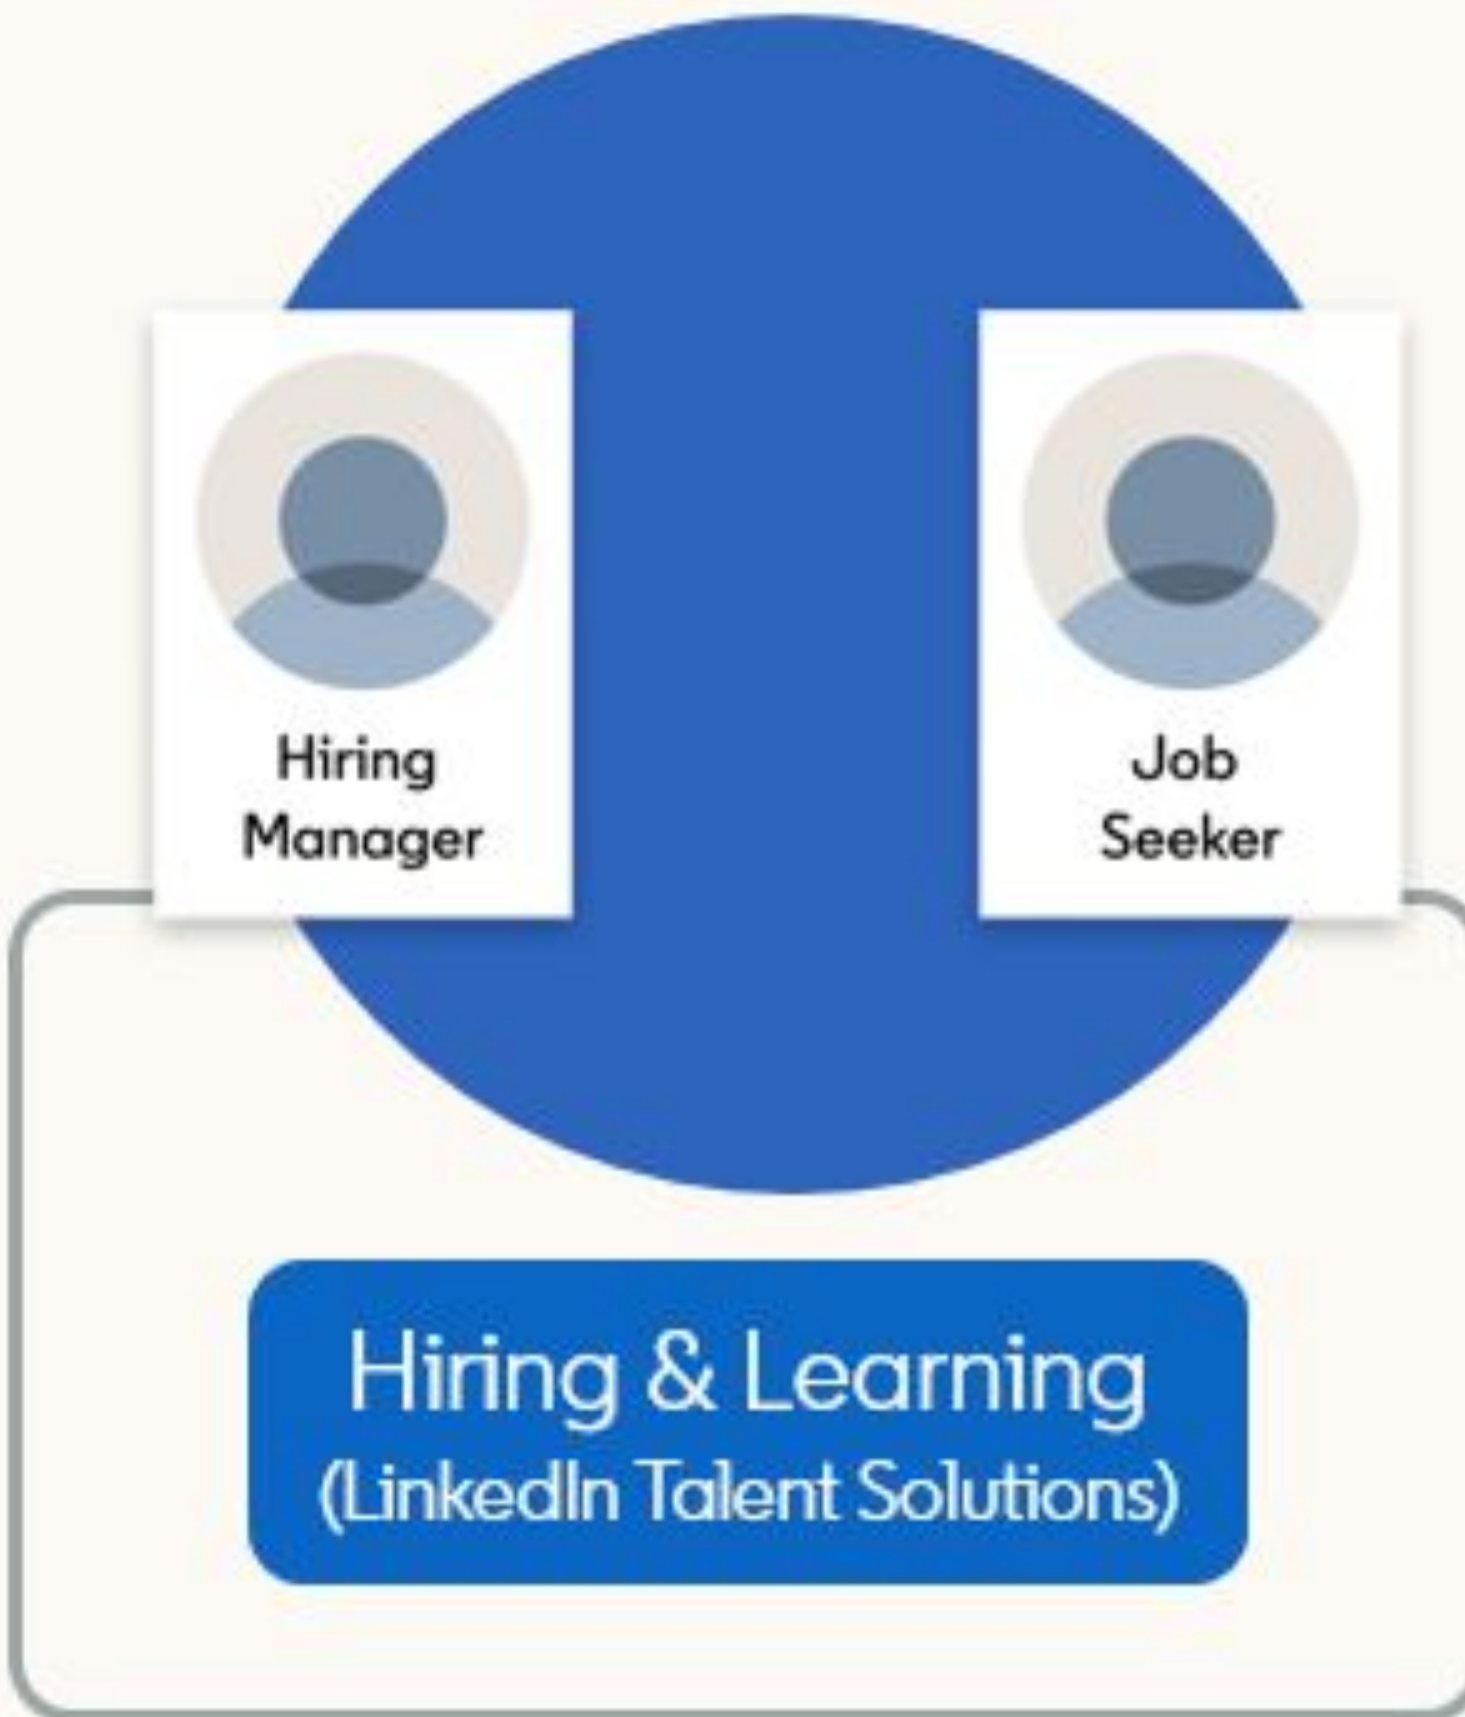 Hiring
Manager
Job
Seeker
Hiring & Learning
(LinkedIn Talent Solutions)